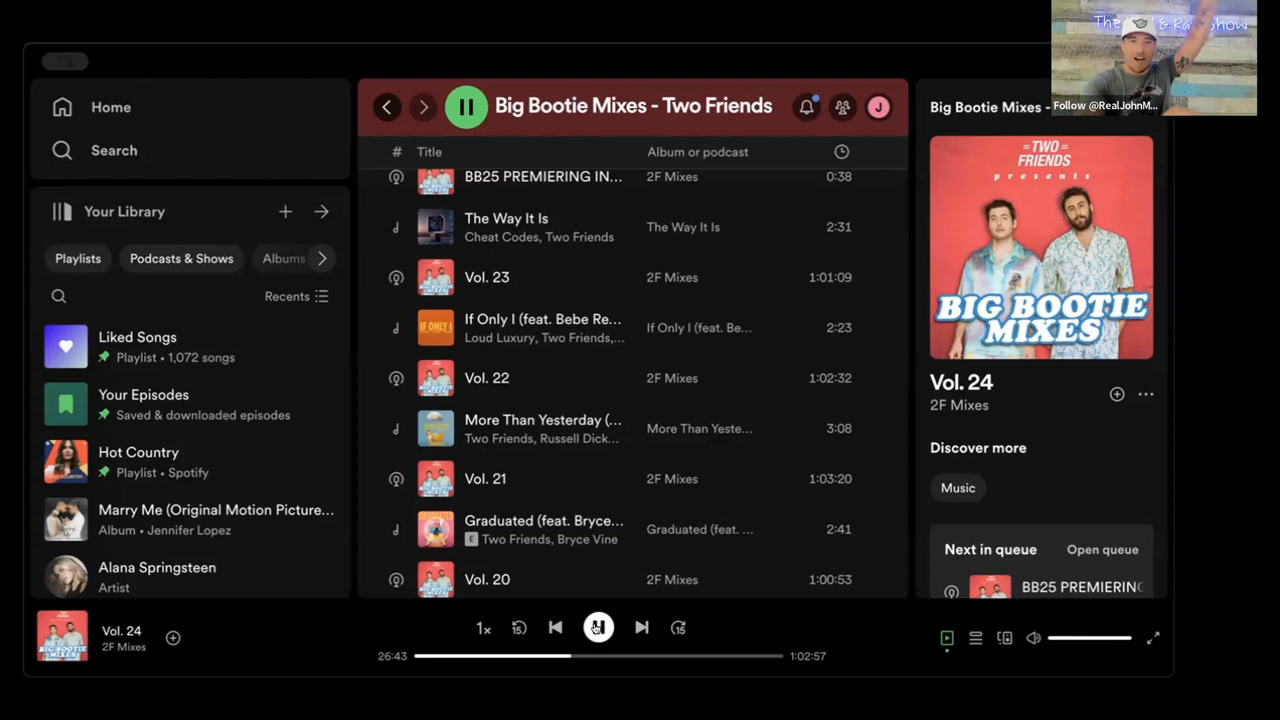 The & Ra Show
Follow @RealJohnM...
Home
Search
Your Library
Playlists
Podcasts & Shows
Albums
Recents
Liked Songs
Playlist • 1,072 songs
Your Episodes
Saved & downloaded episodes
Hot Country
Playlist • Spotify
Marry Me (Original Motion Picture...
Album • Jennifer Lopez
Alana Springsteen
Artist
Big Bootie Mixes - Two Friends
J
# Title Album or podcast
BB25 PREMIERING IN... 2F Mixes 0:38
The Way It Is
Cheat Codes, Two Friends
The Way It Is 2:31
Vol. 23 2F Mixes 1:01:09
If Only I (feat. Bebe Re...
Loud Luxury, Two Friends,...
If Only I (feat. Be... 2:23
Vol. 22 2F Mixes 1:02:32
More Than Yesterday (...
Two Friends, Russell Dick...
More Than Yeste... 3:08
Vol. 21 2F Mixes 1:03:20
Graduated (feat. Bryce...
E Two Friends, Bryce Vine
Graduated (feat. ... 2:41
Vol. 20 2F Mixes 1:00:53
Big Bootie Mixes -
=TWO=
FRIENDS
presents
BIG BOOTIE
MIXES
Vol. 24
2F Mixes
Discover more
Music
Next in queue Open queue
BB25 PREMIERING
Vol. 24
2F Mixes
1x 15 15
26:43 1:02:57